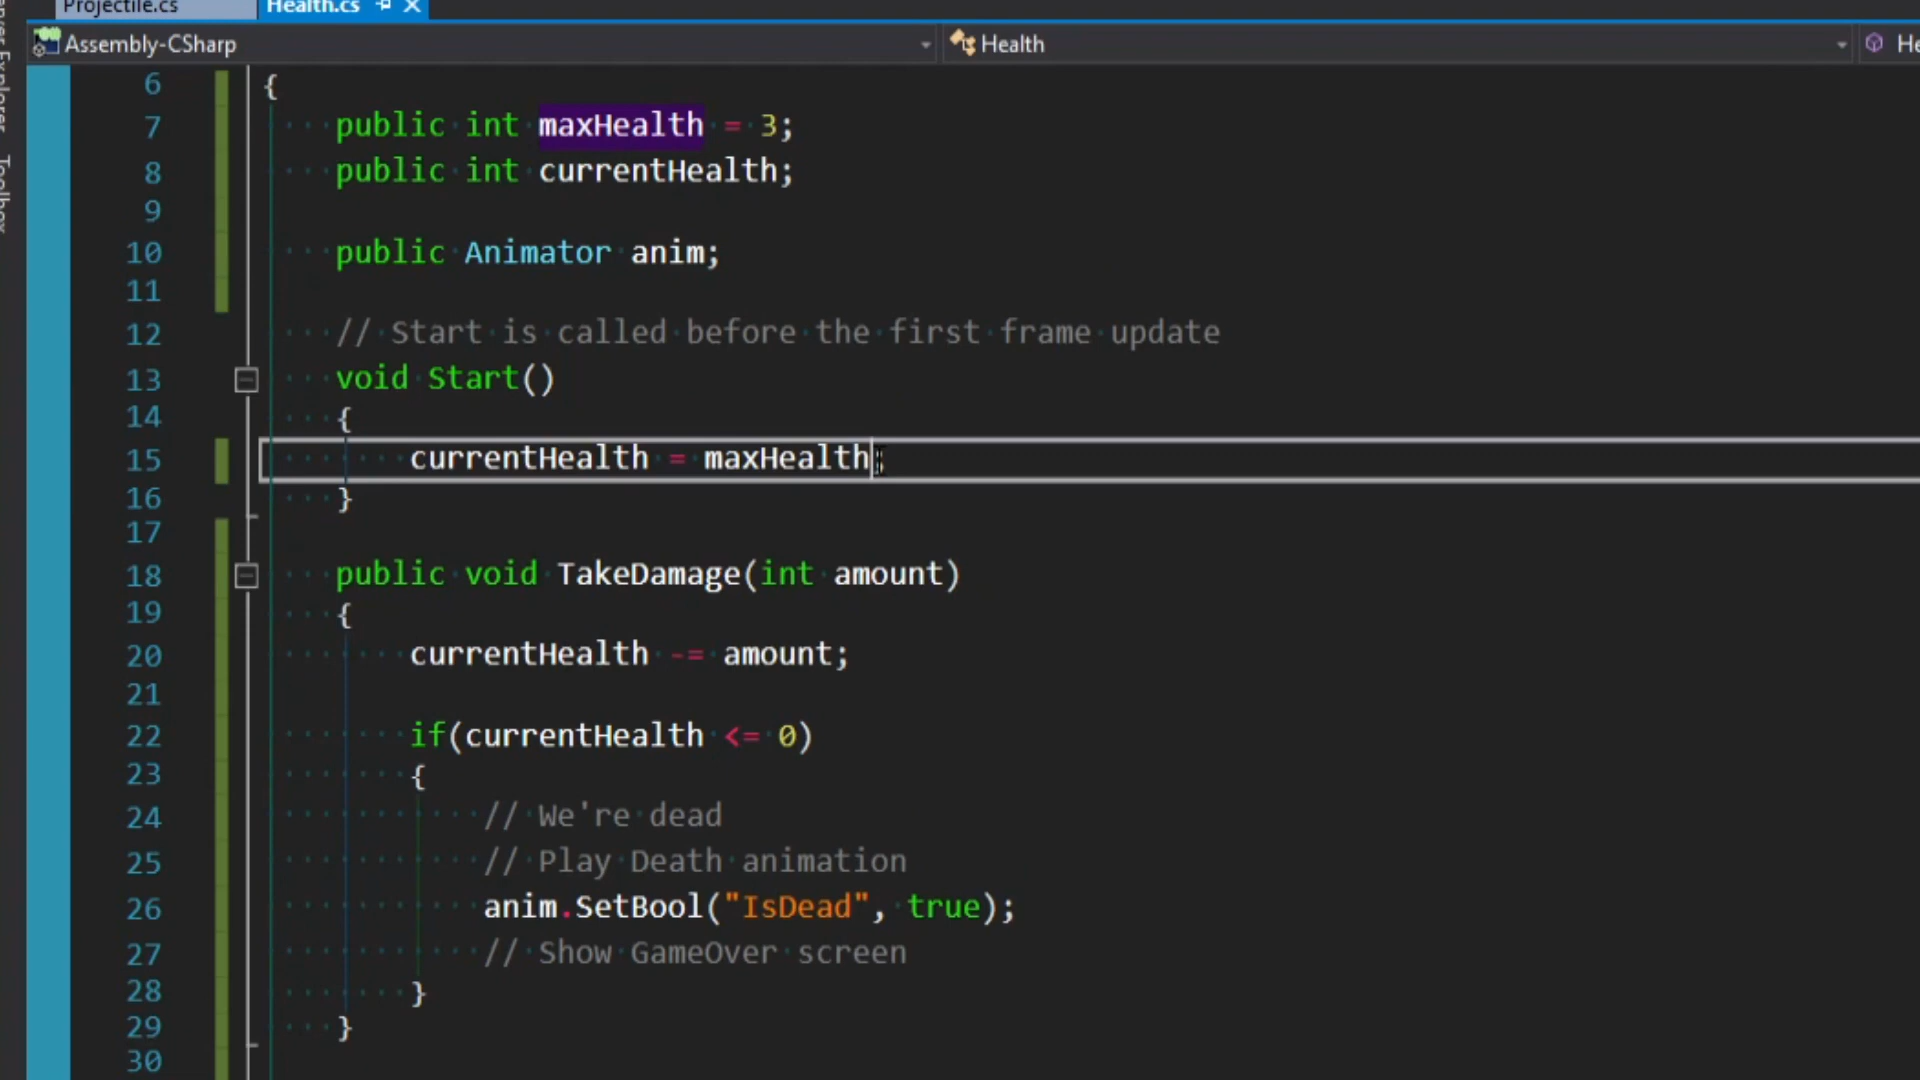 Projectile.cs Health.cs
Assembly-CSharp Health He
Explorer Toolbox
6 {
7 public int maxHealth = 3;
8 public int currentHealth;
9
10 public Animator anim;
11
12 // Start is called before the first frame update
13 void Start()
14 {
15 currentHealth = maxHealth;
16 }
17
18 public void TakeDamage(int amount)
19 {
20 currentHealth -= amount;
21
22 if(currentHealth <= 0)
23 {
24 // We're dead
25 // Play Death animation
26 anim.SetBool("IsDead", true);
27 // Show GameOver screen
28 }
29 }
30